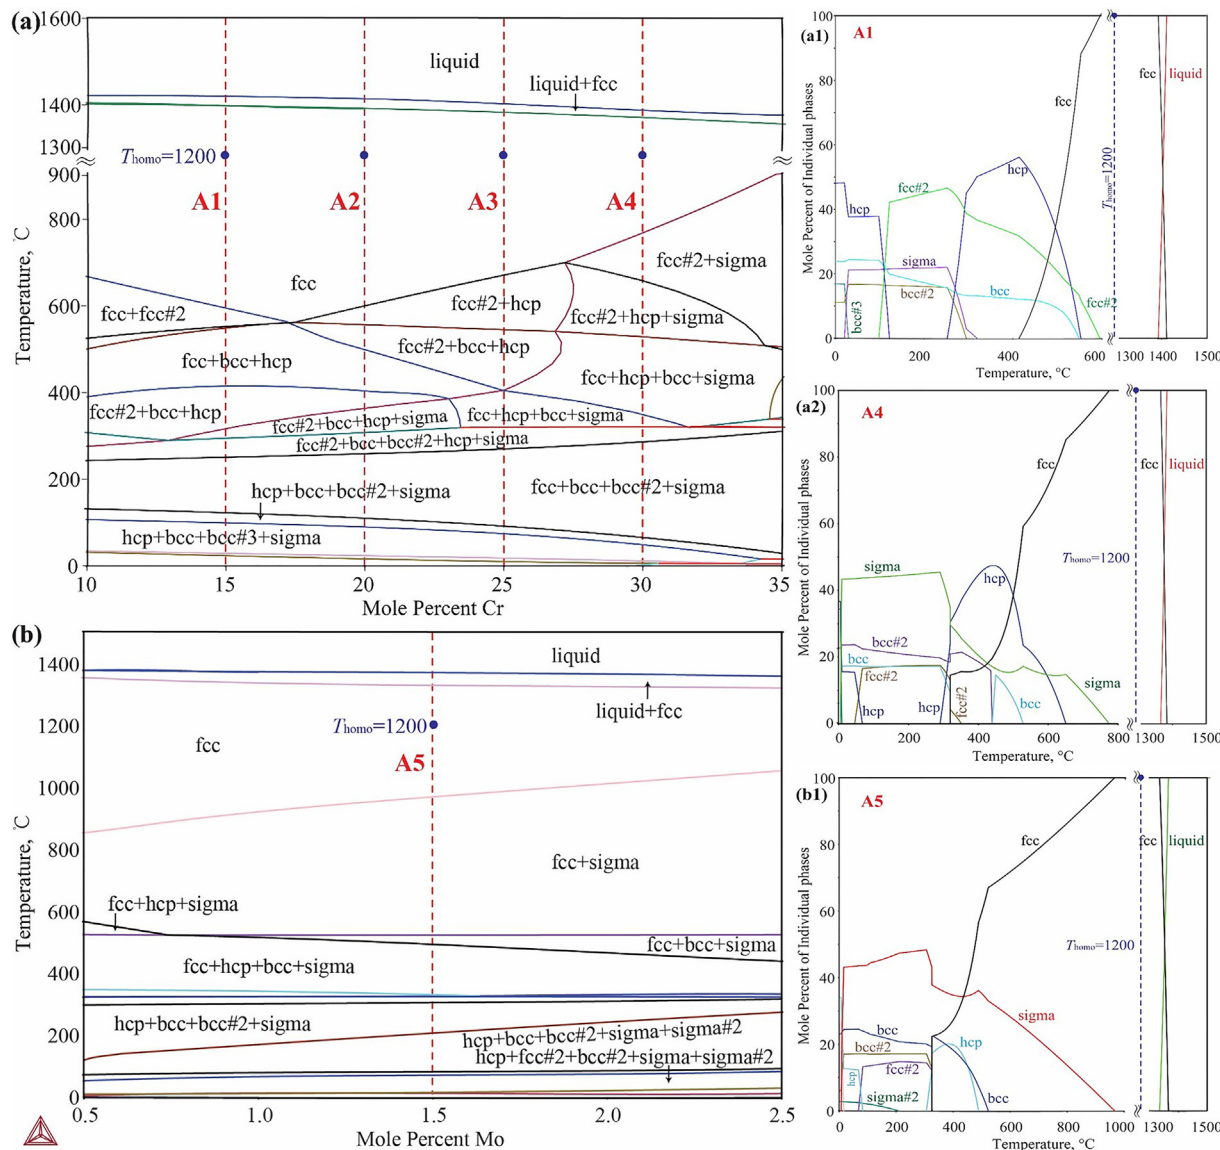 (a)
1600
1400
1300
900
800
600
400
200
0
Temperature, ℃
liquid
liquid+fcc
Thomo=1200
A1
A2
A3
A4
fcc
fcc#2+sigma
fcc+fcc#2
fcc#2+hcp
fcc#2+hcp+sigma
fcc+bcc+hcp
fcc#2+bcc+hcp
fcc+hcp+bcc+sigma
fcc#2+bcc+hcp
fcc#2+bcc+hcp+sigma
fcc+hcp+bcc+sigma
fcc#2+bcc+bcc#2+hcp+sigma
hcp+bcc+bcc#2+sigma
fcc+bcc+bcc#2+sigma
hcp+bcc+bcc#3+sigma
10
15
20
25
30
35
Mole Percent Cr
(a1)
A1
100
80
60
40
20
0
Mole Percent of Individual phases
fcc
fcc
liquid
Thomo=1200
hcp
fcc#2
hcp
sigma
bcc
bcc#2
bcc#3
fcc#2
0
100
200
300
400
500
600
1300
1400
1500
Temperature, °C
(a2)
A4
100
80
60
40
20
0
Mole Percent of Individual phases
fcc
fcc
liquid
Thomo=1200
sigma
hcp
bcc#2
bcc
fcc#2
hcp
hcp
fcc#2
bcc
sigma
0
200
400
600
800
1300
1500
Temperature, °C
(b)
1400
1200
1000
800
600
400
200
0
Temperature, ℃
liquid
liquid+fcc
Thomo=1200
fcc
A5
fcc+sigma
fcc+hcp+sigma
fcc+bcc+sigma
fcc+hcp+bcc+sigma
hcp+bcc+bcc#2+sigma
hcp+bcc+bcc#2+sigma+sigma#2
hcp+fcc#2+bcc#2+sigma+sigma#2
0.5
1.0
1.5
2.0
2.5
Mole Percent Mo
(b1)
A5
100
80
60
40
20
0
Mole Percent of Individual phases
fcc
fcc
liquid
Thomo=1200
sigma
bcc
bcc#2
hcp
fcc#2
hcp
sigma#2
bcc
0
200
400
600
800
1000
1300
1500
Temperature, °C